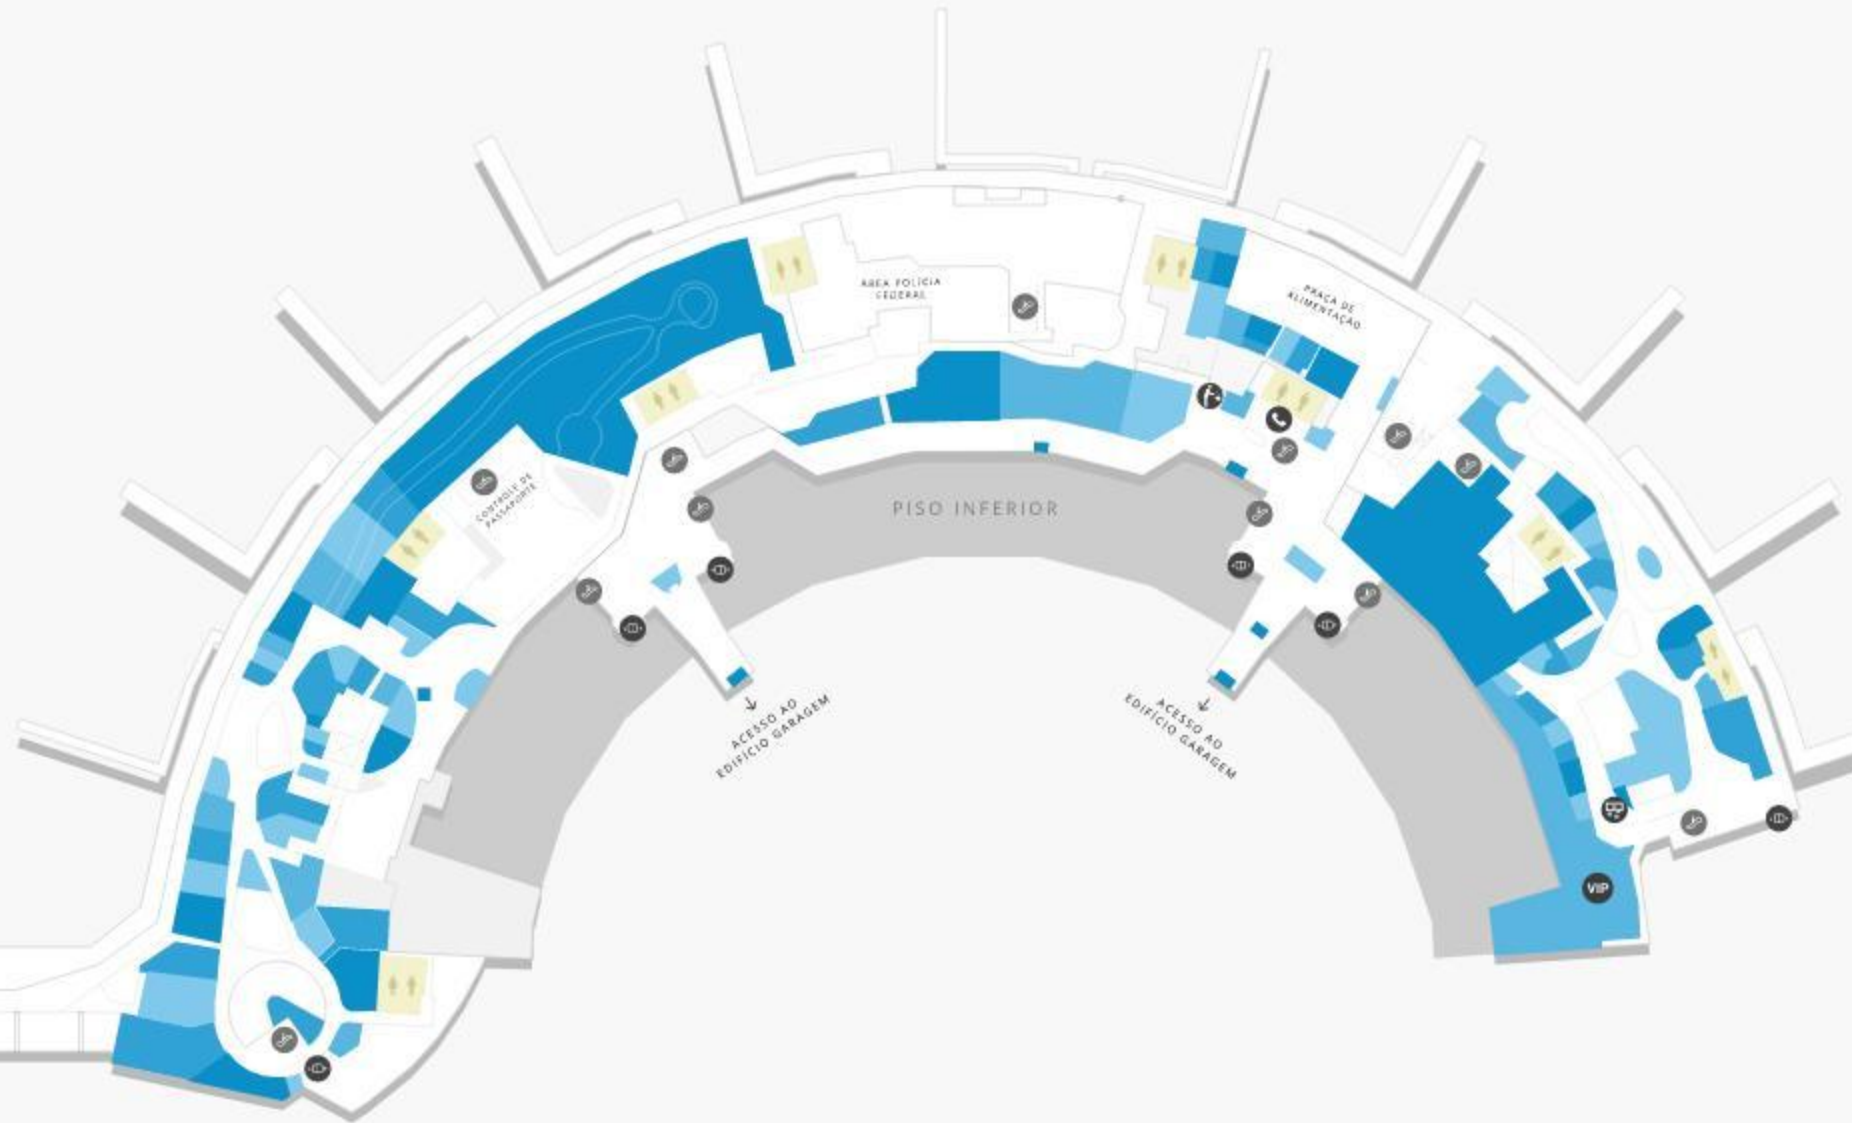 ÁREA POLÍCIA
FEDERAL
PRAÇA DE
ALIMENTAÇÃO
CONTROLE DE
PASSAPORTE
PISO INFERIOR
ACESSO AO
EDIFÍCIO GARAGEM
ACESSO AO
EDIFÍCIO GARAGEM
VIP